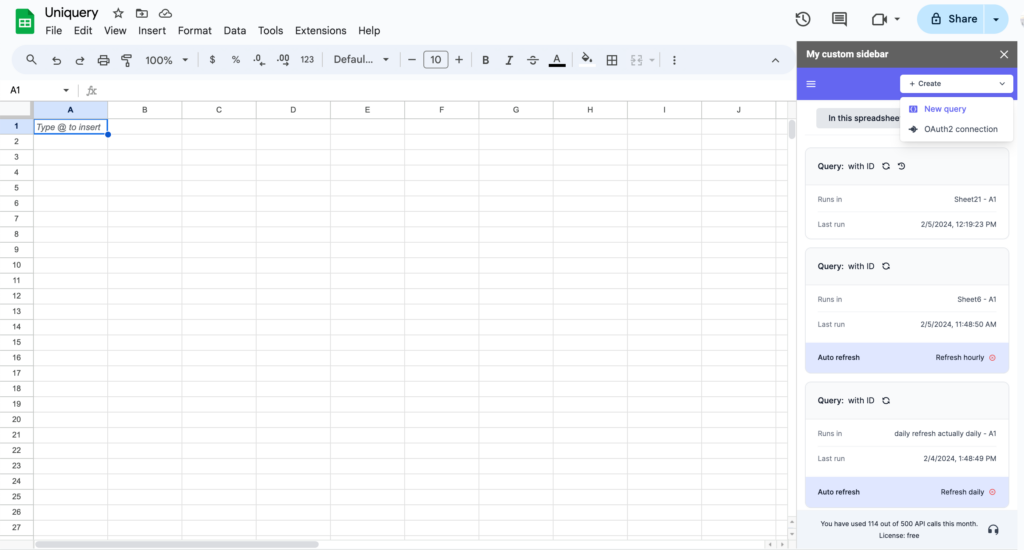 Uniquery
File Edit View Insert Format Data Tools Extensions Help
Share
100% $ % .0 .00 123 Defaul... 10 B I A
A1 fx
A B C D E F G H I J
1 Type @ to insert
2
3
4
5
6
7
8
9
10
11
12
13
14
15
16
17
18
19
20
21
22
23
24
25
26
27
My custom sidebar
+ Create
New query
OAuth2 connection
In this spreadshee
Query: with ID
Runs in Sheet21 - A1
Last run 2/5/2024, 12:19:23 PM
Query: with ID
Runs in Sheet6 - A1
Last run 2/5/2024, 11:48:50 AM
Auto refresh Refresh hourly
Query: with ID
Runs in daily refresh actually daily - A1
Last run 2/4/2024, 1:48:49 PM
Auto refresh Refresh daily
You have used 114 out of 500 API calls this month.
License: free